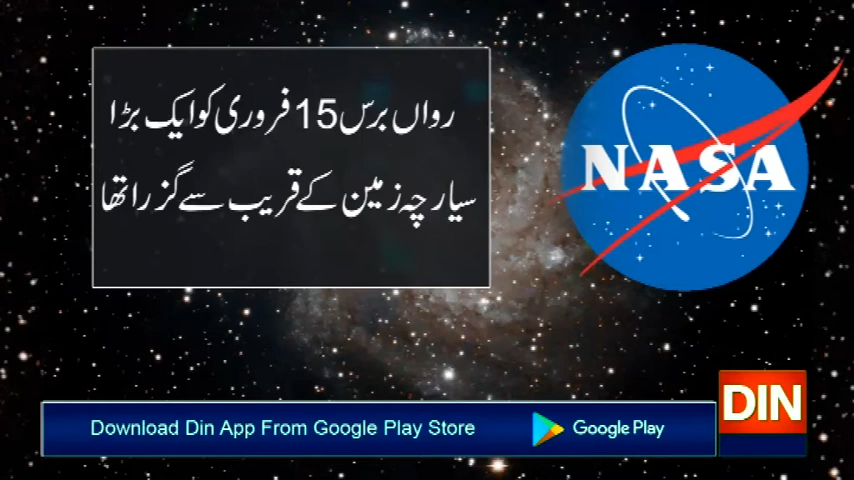 رواں برس 15 فروری کو ایک بڑا
سیارچہ زمین کے قریب سے گزرا تھا
NASA
Download Din App From Google Play Store
Google Play
DIN